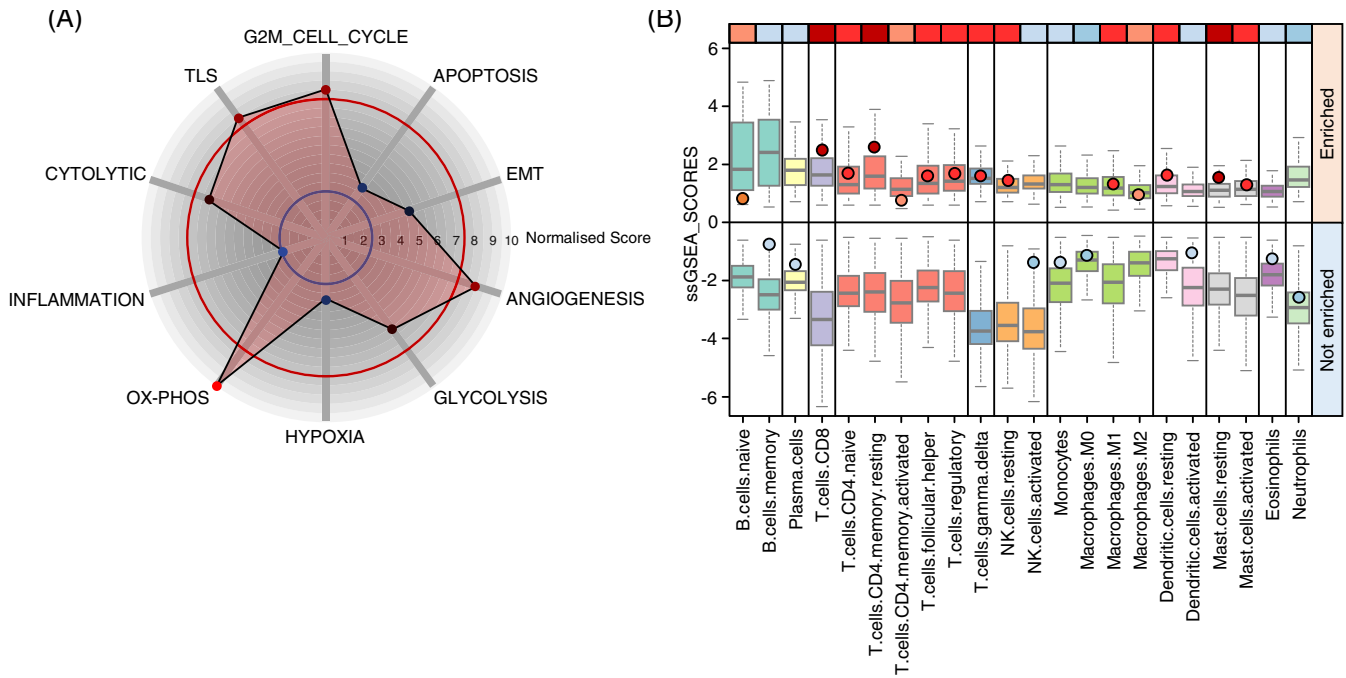 (A)
G2M_CELL_CYCLE
TLS
APOPTOSIS
CYTOLYTIC
EMT
1 2 3 4 5 6 7 8 9 10 Normalised Score
INFLAMMATION
ANGIOGENESIS
OX-PHOS
GLYCOLYSIS
HYPOXIA
(B)
ssGSEA_SCORES
6
4
2
0
-2
-4
-6
Enriched
Not enriched
B.cells.naive
B.cells.memory
Plasma.cells
T.cells.CD8
T.cells.CD4.naive
T.cells.CD4.memory.resting
T.cells.CD4.memory.activated
T.cells.follicular.helper
T.cells.regulatory
T.cells.gamma.delta
NK.cells.resting
NK.cells.activated
Monocytes
Macrophages.M0
Macrophages.M1
Macrophages.M2
Dendritic.cells.resting
Dendritic.cells.activated
Mast.cells.resting
Mast.cells.activated
Eosinophils
Neutrophils